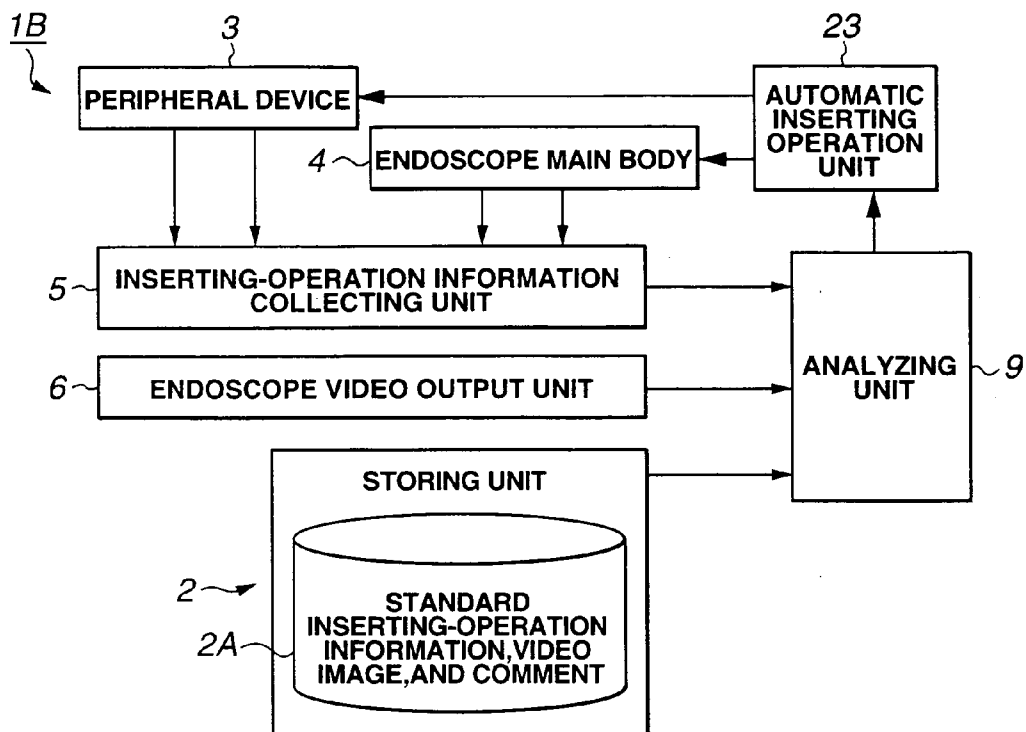 1B
3
23
PERIPHERAL DEVICE
AUTOMATIC
INSERTING
OPERATION
UNIT
4
ENDOSCOPE MAIN BODY
5
INSERTING-OPERATION INFORMATION
COLLECTING UNIT
6
ENDOSCOPE VIDEO OUTPUT UNIT
ANALYZING
UNIT
9
STORING UNIT
2
2A
STANDARD
INSERTING-OPERATION
INFORMATION,VIDEO
IMAGE,AND COMMENT